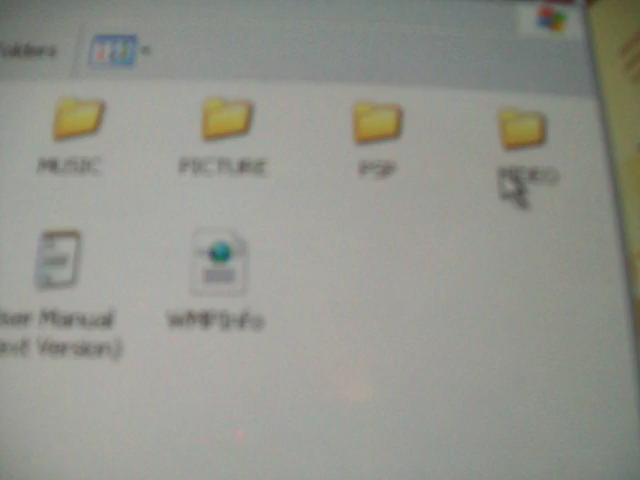 Folders
MUSIC
PICTURE
PSP
VIDEO
User Manual
(Text Version)
WMPInfo